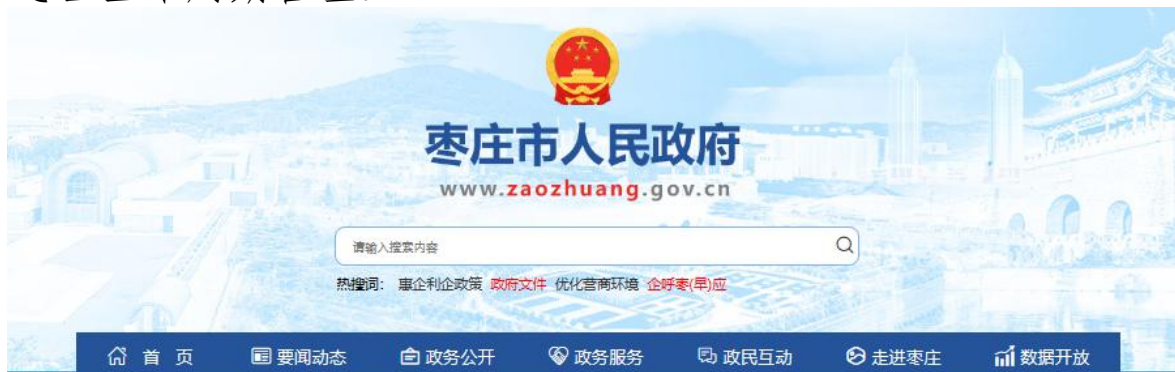 枣庄市人民政府
www.zaozhuang.gov.cn
请输入搜索内容
热搜词： 惠企利企政策 政府文件 优化营商环境 企呼枣(早)应
首 页 要闻动态 政务公开 政务服务 政民互动 走进枣庄 数据开放